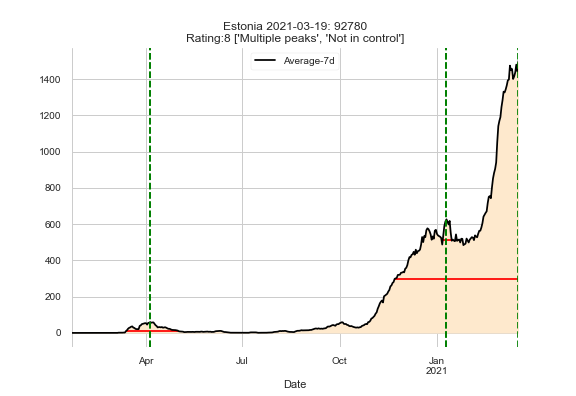 Estonia 2021-03-19: 92780
Rating:8 ['Multiple peaks', 'Not in control']
Average-7d
1400
1200
1000
800
600
400
200
0
Apr
Jul
Oct
Jan
2021
Date